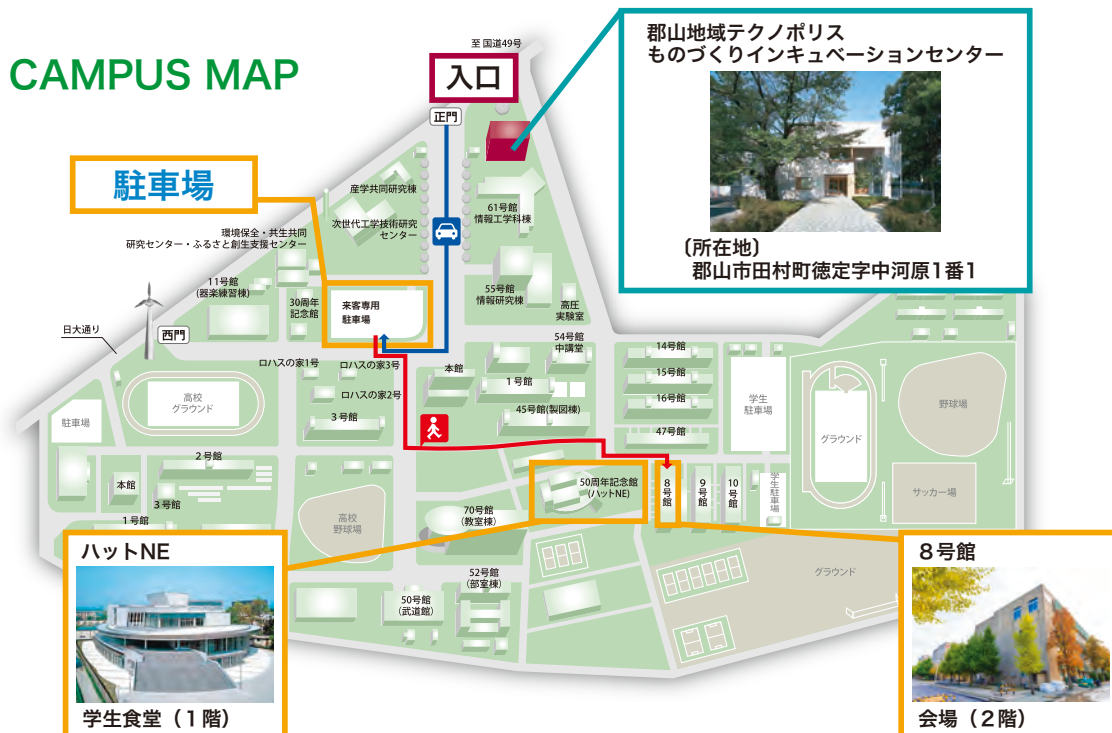 至 国道49号
CAMPUS MAP
入口
正門
郡山地域テクノポリス
ものづくりインキュベーションセンター
〔所在地〕
郡山市田村町徳定字中河原1番1
駐車場
産学共同研究棟
次世代工学技術研究
センター
環境保全・共生共同
研究センター・ふるさと創生支援センター
61号館
情報工学科棟
11号館
(器楽練習棟)
30周年
記念館
来客専用
駐車場
55号館
情報研究棟
高圧
実験室
日大通り
西門
54号館
中講堂
ロハスの家1号
ロハスの家3号
ロハスの家2号
本館
1号館
45号館(製図棟)
3号館
14号館
15号館
16号館
47号館
学生
駐車場
グラウンド
野球場
サッカー場
高校
グラウンド
駐車場
2号館
本館
3号館
1号館
高校
野球場
50周年記念館
(ハットNE)
8号館
9号館
10号館
学生駐車場
70号館
(教室棟)
52号館
(部室棟)
50号館
(武道館)
グラウンド
ハットNE
学生食堂（1階）
8号館
会場（2階）